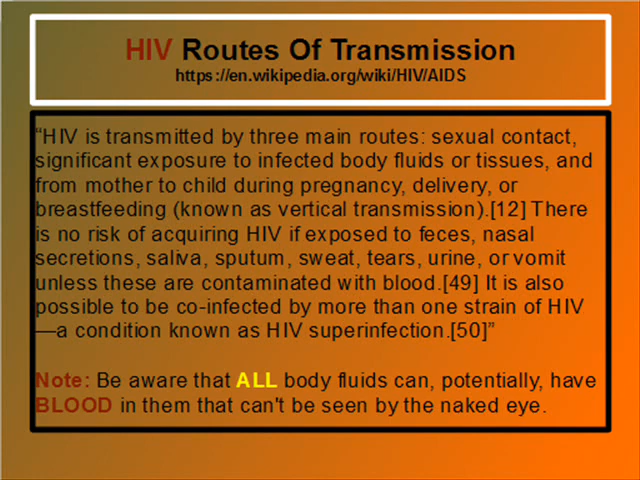 HIV Routes Of Transmission
https://en.wikipedia.org/wiki/HIV/AIDS
“HIV is transmitted by three main routes: sexual contact,
significant exposure to infected body fluids or tissues, and
from mother to child during pregnancy, delivery, or
breastfeeding (known as vertical transmission).[12] There
is no risk of acquiring HIV if exposed to feces, nasal
secretions, saliva, sputum, sweat, tears, urine, or vomit
unless these are contaminated with blood.[49] It is also
possible to be co-infected by more than one strain of HIV
—a condition known as HIV superinfection.[50]”
Note: Be aware that ALL body fluids can, potentially, have
BLOOD in them that can't be seen by the naked eye.